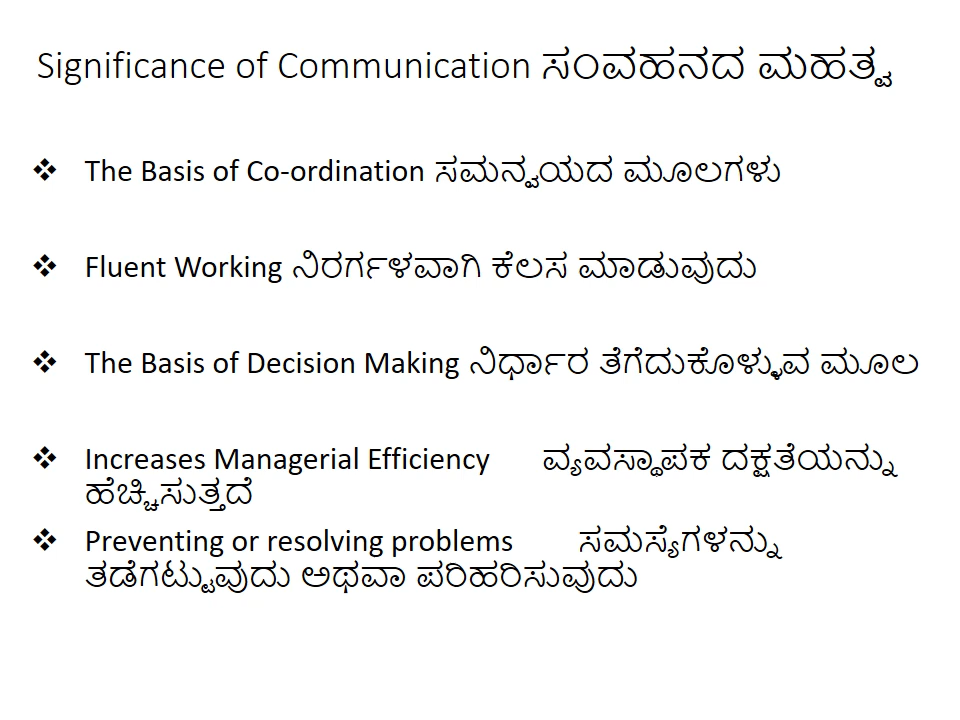 Significance of Communication ಸಂವಹನದ ಮಹತ್ವ
❖ The Basis of Co-ordination ಸಮನ್ವಯದ ಮೂಲಗಳು
❖ Fluent Working ನಿರರ್ಗಳವಾಗಿ ಕೆಲಸ ಮಾಡುವುದು
❖ The Basis of Decision Making ನಿರ್ಧಾರ ತೆಗೆದುಕೊಳ್ಳುವ ಮೂಲ
❖ Increases Managerial Efficiency ವ್ಯವಸ್ಥಾಪಕ ದಕ್ಷತೆಯನ್ನು
ಹೆಚ್ಚಿಸುತ್ತದೆ
❖ Preventing or resolving problems ಸಮಸ್ಯೆಗಳನ್ನು
ತಡೆಗಟ್ಟುವುದು ಅಥವಾ ಪರಿಹರಿಸುವುದು